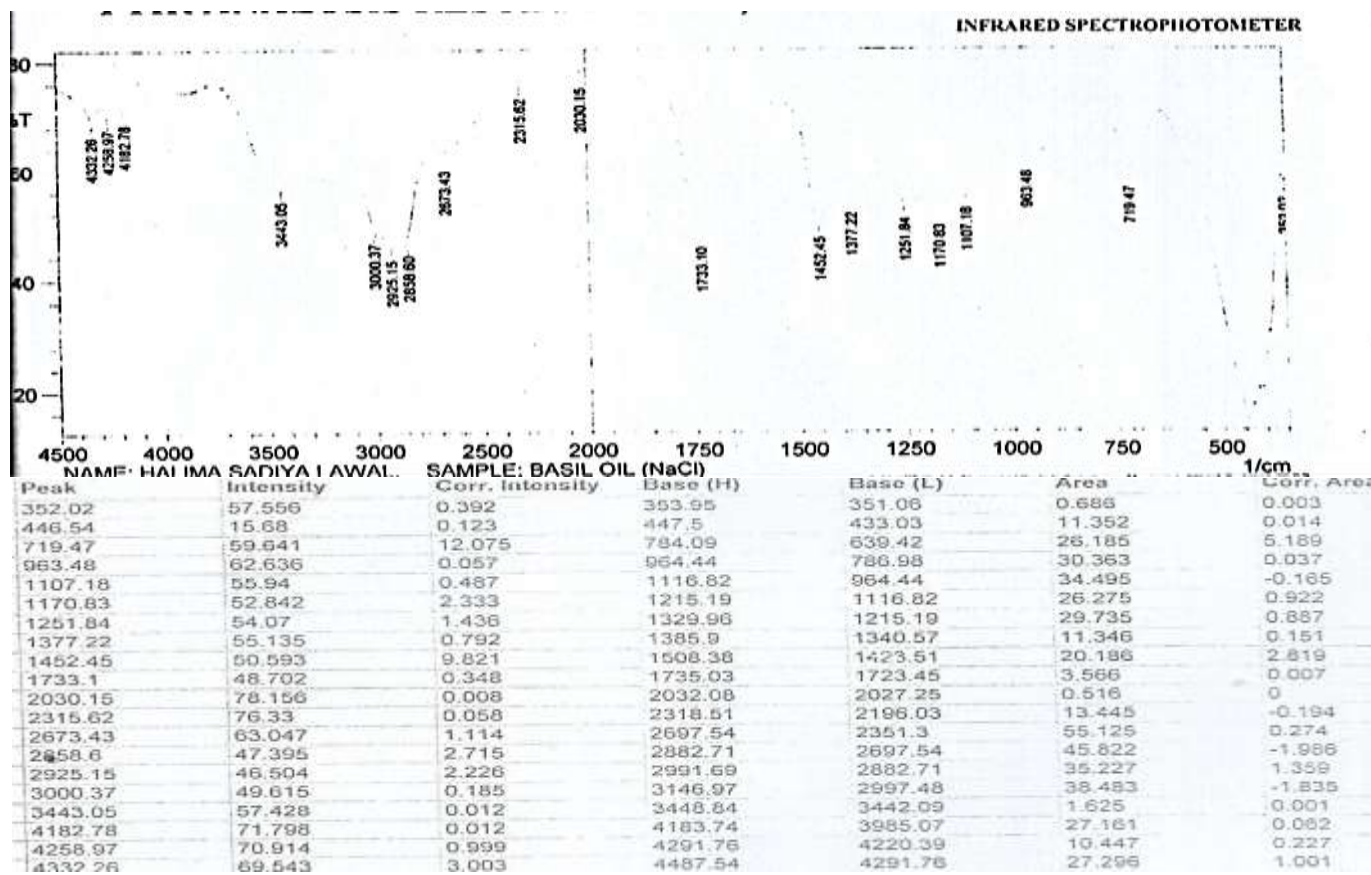 INFRARED SPECTROPHOTOMETER
80
%T
60
40
20
4332.26
4258.97
4182.78
3443.05
3000.37
2925.15
2858.60
2673.43
2315.62
2030.15
1733.10
1452.45
1377.22
1251.84
1170.83
1107.18
963.48
719.47
4500 4000 3500 3000 2500 2000 1750 1500 1250 1000 750 500
1/cm
NAME: HALIMA SADIYA LAWAL. SAMPLE: BASIL OIL (NaCl)
Peak Intensity Corr. Intensity Base (H) Base (L) Area Corr. Area
352.02 57.556 0.392 353.95 351.06 0.686 0.003
446.54 15.68 0.123 447.5 433.03 11.352 0.014
719.47 59.641 12.075 784.09 639.42 26.185 5.189
963.48 62.636 0.057 964.44 786.98 30.363 0.037
1107.18 55.94 0.487 1116.82 964.44 34.495 -0.165
1170.83 52.842 2.333 1215.19 1116.82 26.275 0.922
1251.84 54.07 1.436 1329.96 1215.19 29.735 0.887
1377.22 55.135 0.792 1385.9 1340.57 11.346 0.151
1452.45 50.593 9.821 1508.38 1423.51 20.186 2.819
1733.1 48.702 0.348 1735.03 1723.45 3.566 0.007
2030.15 78.156 0.008 2032.08 2027.25 0.516 0
2315.62 76.33 0.058 2318.51 2196.03 13.445 -0.194
2673.43 63.047 1.114 2697.54 2351.3 55.125 0.274
2858.6 47.395 2.715 2882.71 2697.54 45.822 -1.986
2925.15 46.504 2.226 2991.69 2882.71 35.227 1.359
3000.37 49.615 0.185 3146.97 2997.48 38.483 -1.835
3443.05 57.428 0.012 3448.84 3442.09 1.625 0.001
4182.78 71.798 0.012 4183.74 3985.07 27.161 0.062
4258.97 70.914 0.999 4291.76 4220.39 10.447 0.227
4332.26 69.543 3.003 4487.54 4291.76 27.296 1.001